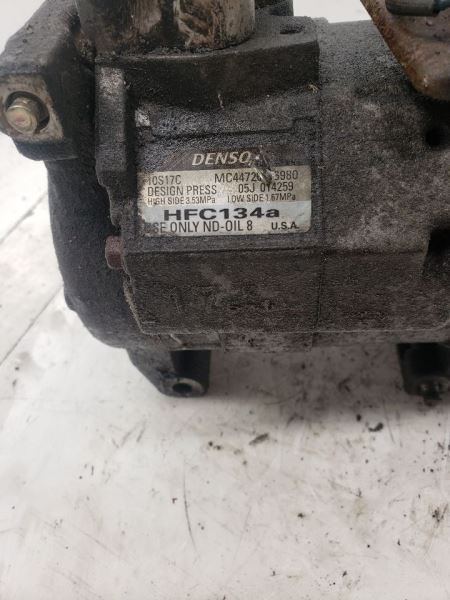 DENSO
10S17C
DESIGN PRESS 05J 014259
HIGH SIDE 3.53MPa LOW SIDE 1.67MPa
HFC134a
USE ONLY ND-OIL 8 U.S.A.